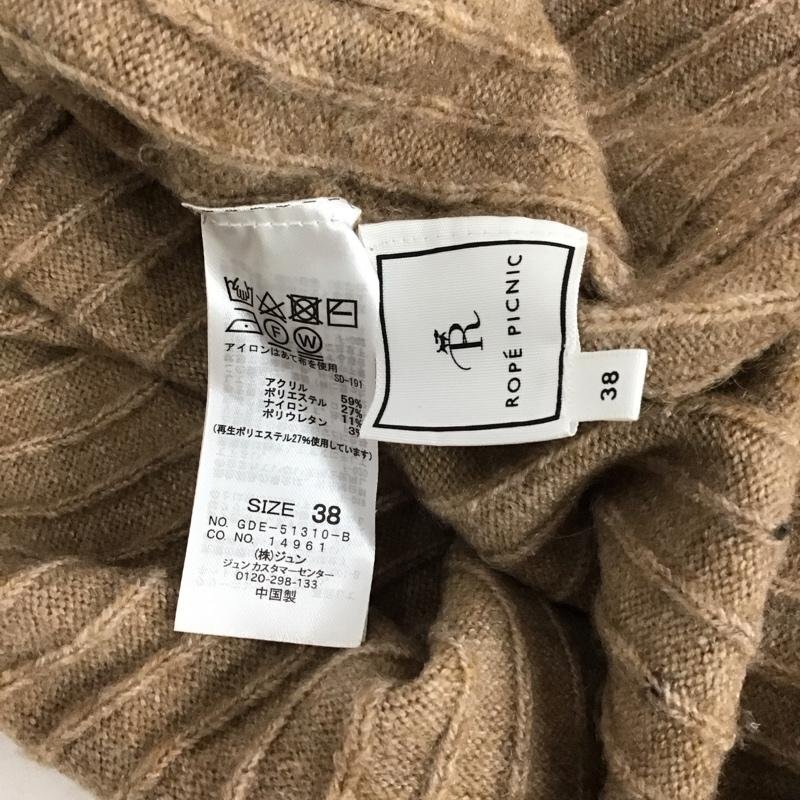 F W
アイロンはあて布を使用
SD-191
アクリル 59%
ポリエステル 27%
ナイロン 11%
ポリウレタン 3%
(再生ポリエステル27%使用しています)
SIZE 38
NO. GDE-51310-B
CO. NO. 14961
(株)ジュン
ジュン カスタマーセンター
0120-298-133
中国製
R
ROPÉ PICNIC
38